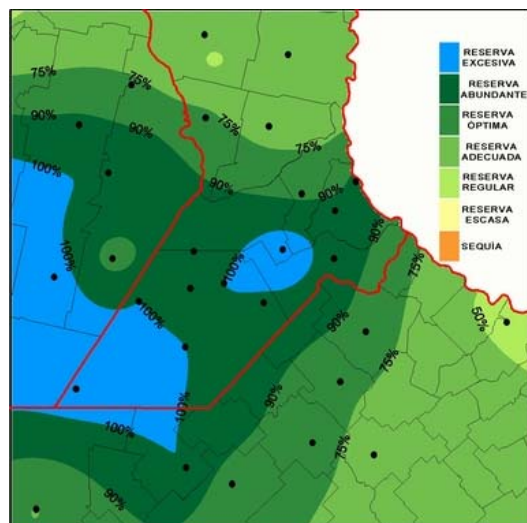 75%
75%
90%
90%
75%
75%
100%
90%
90%
100%
100%
90%
75%
100%
50%
90%
75%
100%
100%
90%
75%
90%
RESERVA
EXCESIVA
RESERVA
ABUNDANTE
RESERVA
ÓPTIMA
RESERVA
ADECUADA
RESERVA
REGULAR
RESERVA
ESCASA
SEQUÍA